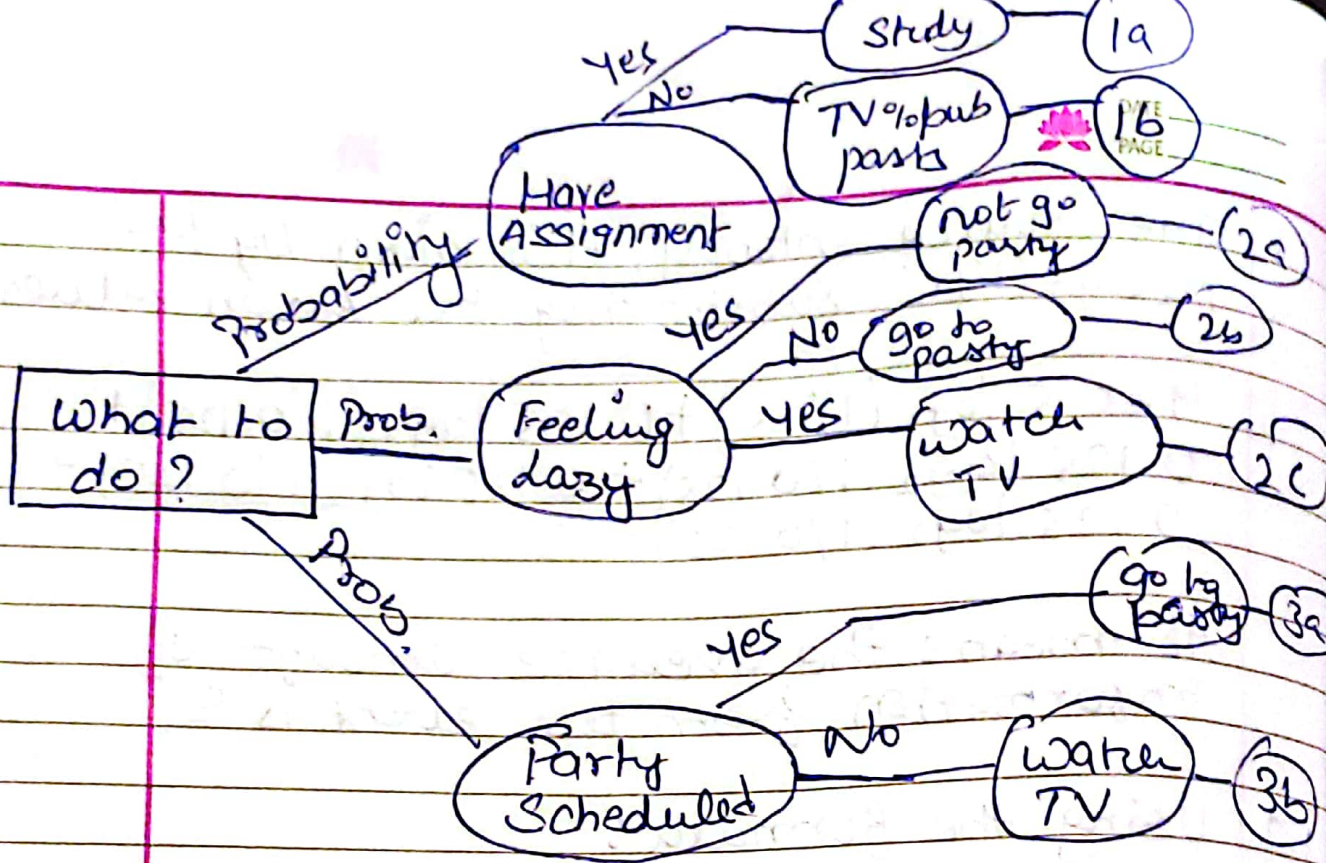 Yes
Study
1a
No
TV %pub
party
1b
DATE
PAGE
Have
Assignment
Probability
Yes
not go
party
2a
No
go to
party
2b
What to
do ?
Prob.
Feeling
Lazy
Yes
Watch
TV
2c
Prob.
Yes
go to
party
3a
Party
Scheduled
No
Watch
TV
3b